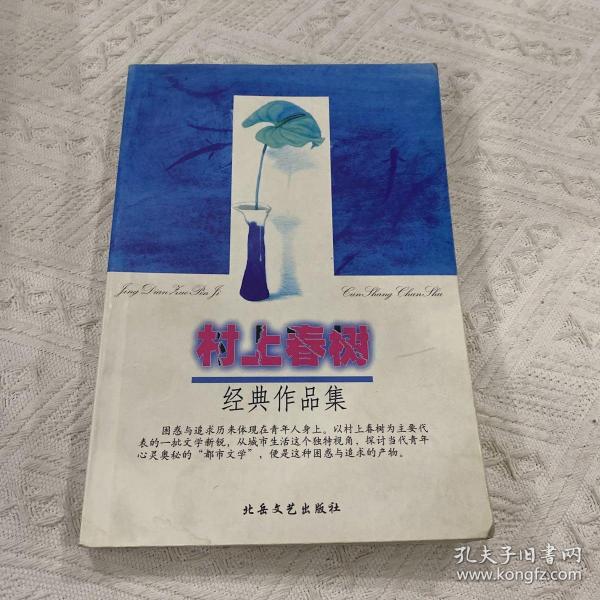 Jing Dian Zuo Pin Ji
Cun Shang Chun Shu
村上春树
经典作品集
困惑与追求历来体现在青年人身上。以村上春树为主要代
表的一批文学新锐，从城市生活这个独特视角，探讨当代青年
心灵奥秘的“都市文学”，便是这种困惑与追求的产物。
北岳文艺出版社
孔夫子旧书网
www.kongfz.com